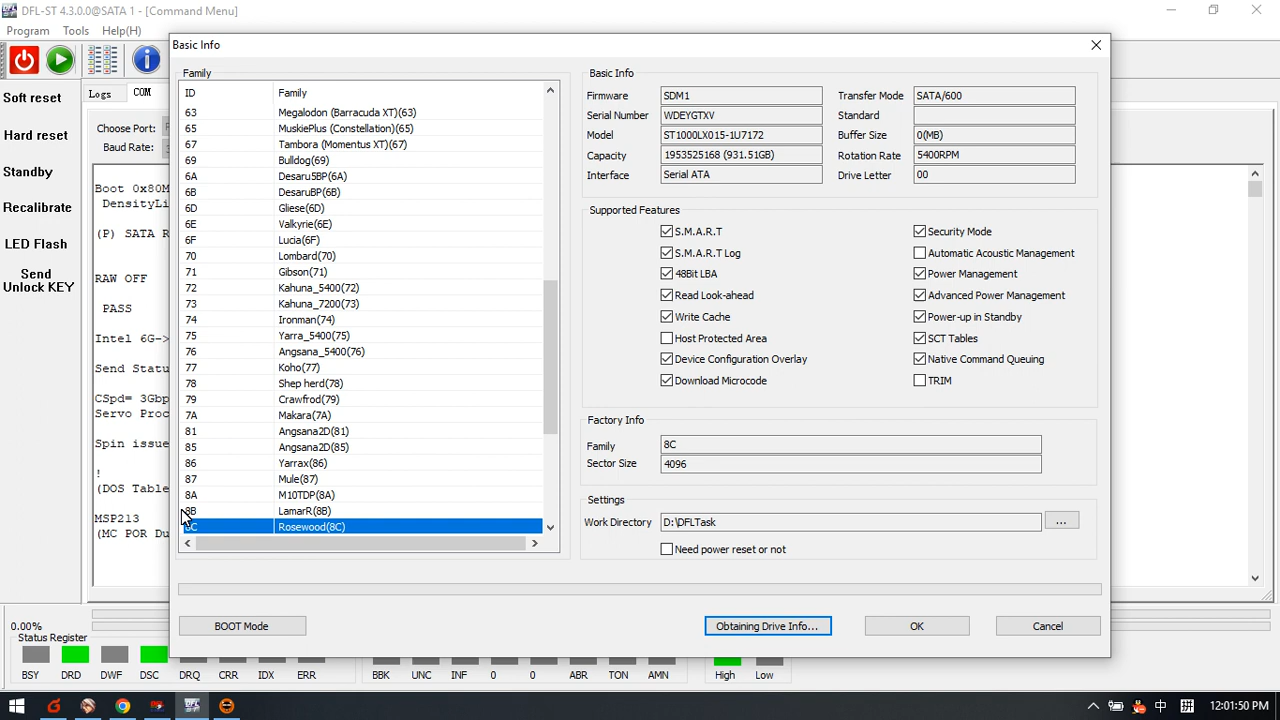 DFL-ST 4.3.0.0@SATA 1 - [Command Menu]
Program Tools Help(H)
Soft reset
Hard reset
Standby
Recalibrate
LED Flash
Send
Unlock KEY
Logs COM
Choose Port:
Baud Rate:
Boot 0x80M
DensityLi
(P) SATA R
RAW OFF
PASS
Intel 6G->
Send Statu
CSpd= 3Gbp
Servo Proc
Spin issue
!
(DOS Table
MSP213
(MC POR Du
Basic Info
Family
ID Family
63 Megalodon (Barracuda XT)(63)
65 MuskiePlus (Constellation)(65)
67 Tambora (Momentus XT)(67)
69 Bulldog(69)
6A Desaru5BP(6A)
6B DesaruBP(6B)
6D Gliese(6D)
6E Valkyrie(6E)
6F Lucia(6F)
70 Lombard(70)
71 Gibson(71)
72 Kahuna_5400(72)
73 Kahuna_7200(73)
74 Ironman(74)
75 Yarra_5400(75)
76 Angsana_5400(76)
77 Koho(77)
78 Shep herd(78)
79 Crawfrod(79)
7A Makara(7A)
81 Angsana2D(81)
85 Angsana2D(85)
86 Yarrax(86)
87 Mule(87)
8A M10TDP(8A)
8B LamarR(8B)
8C Rosewood(8C)
Basic Info
Firmware SDM1 Transfer Mode SATA/600
Serial Number WDEYGTXV Standard
Model ST1000LX015-1U7172 Buffer Size 0(MB)
Capacity 1953525168 (931.51GB) Rotation Rate 5400RPM
Interface Serial ATA Drive Letter 00
Supported Features
S.M.A.R.T Security Mode
S.M.A.R.T Log Automatic Acoustic Management
48Bit LBA Power Management
Read Look-ahead Advanced Power Management
Write Cache Power-up in Standby
Host Protected Area SCT Tables
Device Configuration Overlay Native Command Queuing
Download Microcode TRIM
Factory Info
Family 8C
Sector Size 4096
Settings
Work Directory D:\DFLTask ...
Need power reset or not
BOOT Mode Obtaining Drive Info... OK Cancel
0.00%
Status Register
BSY DRD DWF DSC DRQ CRR IDX ERR BBK UNC INF 0 0 ABR TON AMN High Low
中 拼 12:01:50 PM